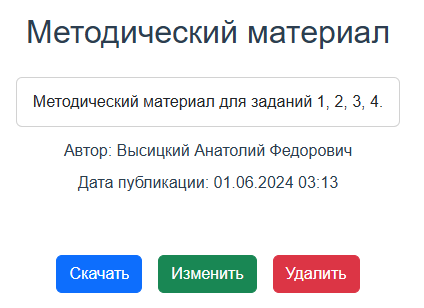 Методический материал
Методический материал для заданий 1, 2, 3, 4.
Автор: Высицкий Анатолий Федорович
Дата публикации: 01.06.2024 03:13
Скачать Изменить Удалить